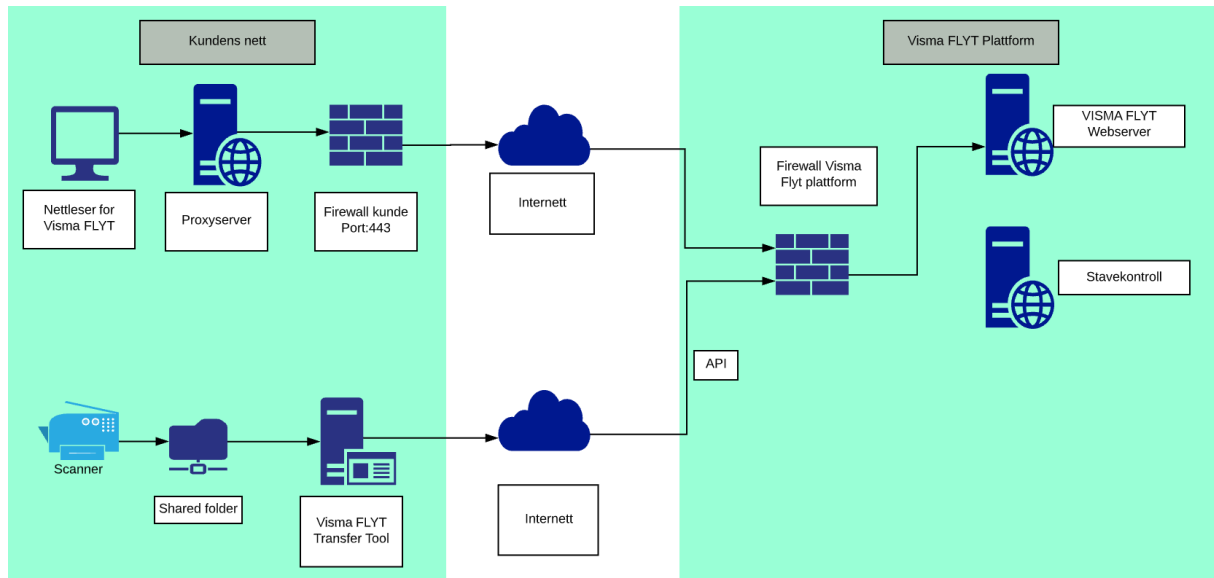 Kundens nett
Visma FLYT Plattform
VISMA FLYT
Webserver
Firewall Visma
Flyt plattform
Nettleser for
Visma FLYT
Proxyserver
Firewall kunde
Port:443
Internett
Stavekontroll
API
Scanner
Shared folder
Visma FLYT
Transfer Tool
Internett